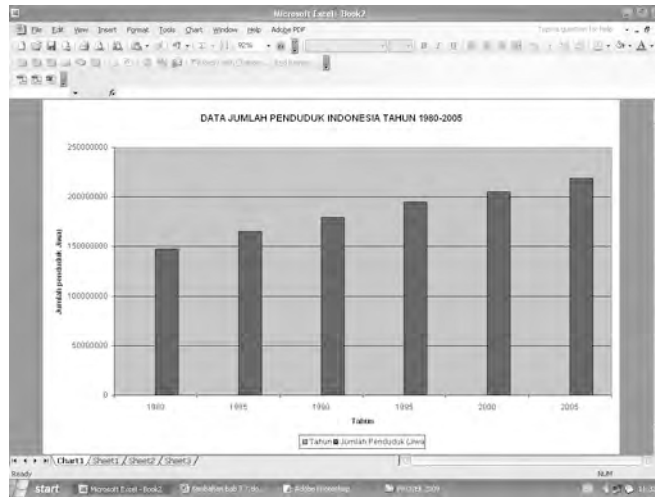 Microsoft Excel - Book2
File Edit View Insert Format Tools Chart Window Help Adobe PDF
DATA JUMLAH PENDUDUK INDONESIA TAHUN 1980-2005
250000000
200000000
150000000
100000000
50000000
0
Jumlah penduduk Jiwa)
1980 1985 1990 1995 2000 2005
Tahun
Tahun Jumlah Penduduk (Jiwa)
Chart1 / Sheet1 / Sheet2 / Sheet3 /
Ready NUM
start Microsoft Excel - Book2 Adobe Photoshop